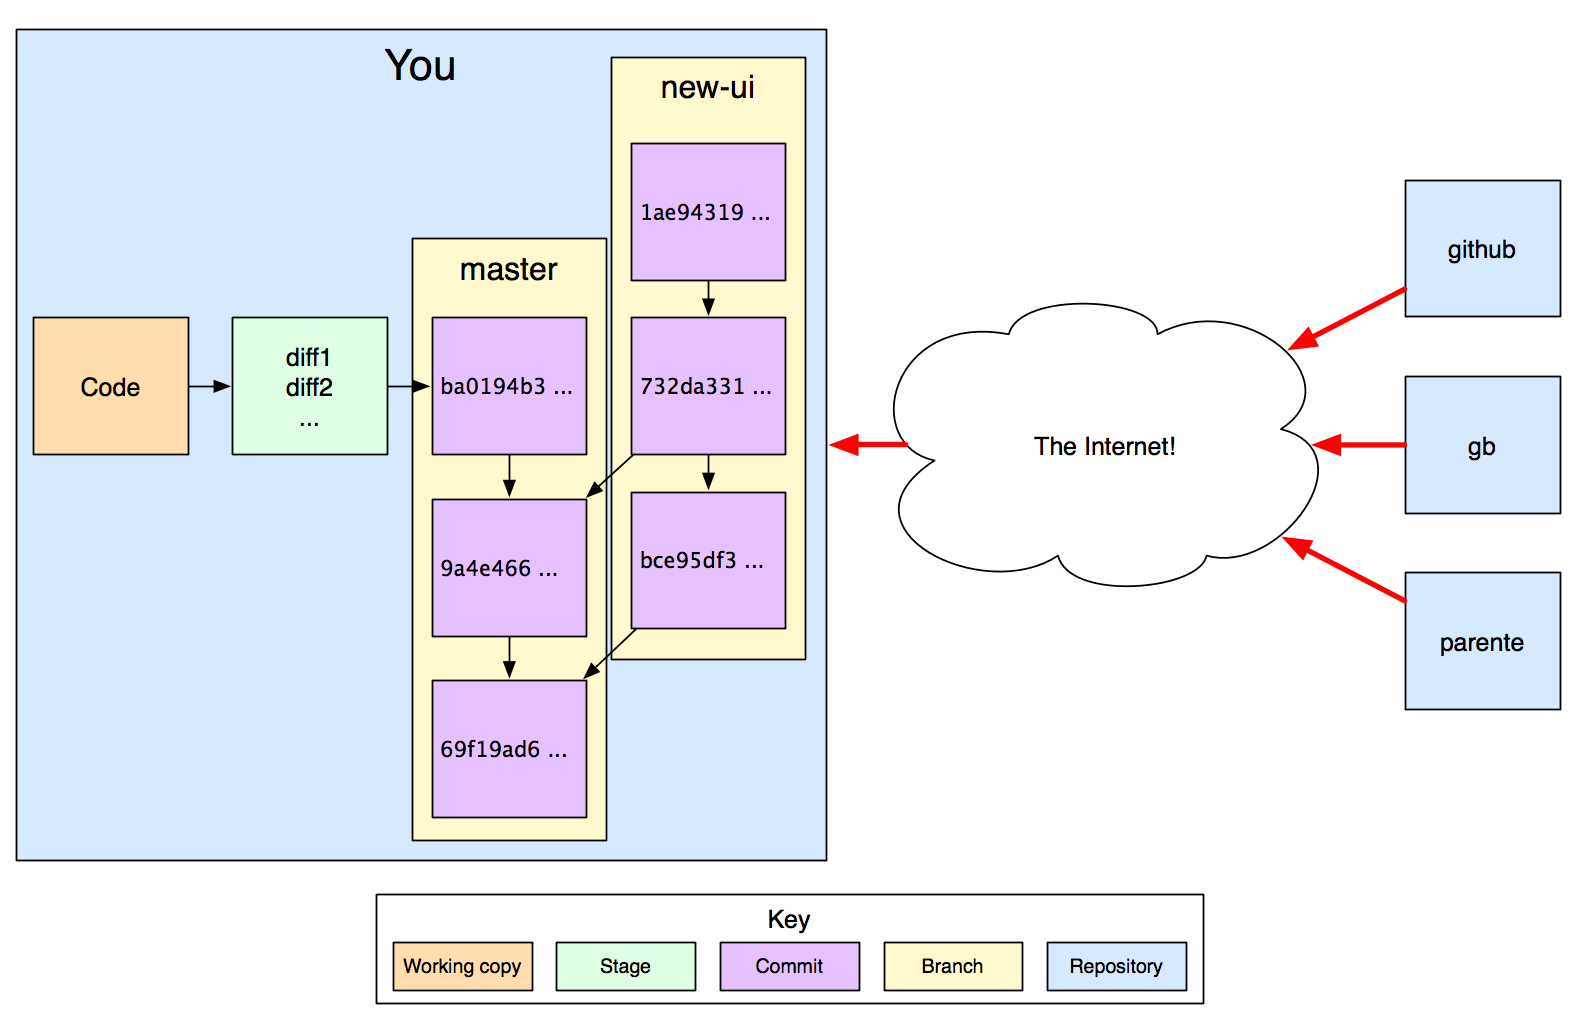 You
new-ui
1ae94319 ...
master
Code
diff1
diff2
...
ba0194b3 ...
732da331 ...
9a4e466 ...
bce95df3 ...
69f19ad6 ...
The Internet!
github
gb
parente
Key
Working copy
Stage
Commit
Branch
Repository